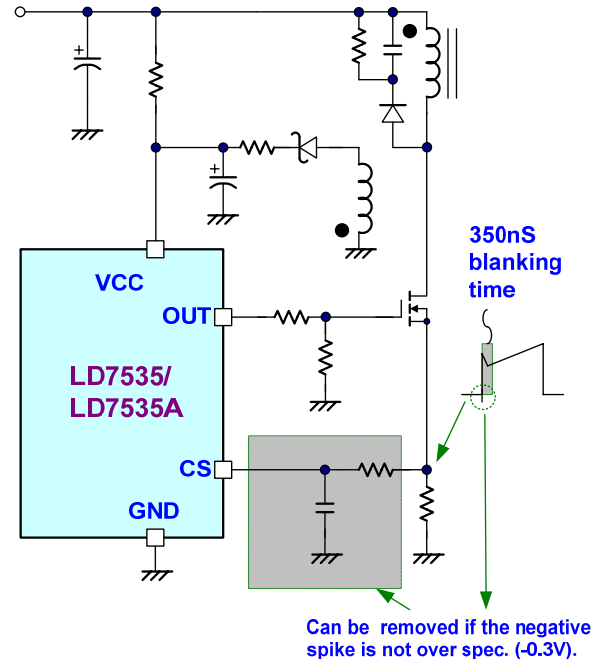 350nS
blanking
time
VCC
OUT
LD7535/
LD7535A
CS
GND
+
+
Can be removed if the negative
spike is not over spec. (-0.3V).